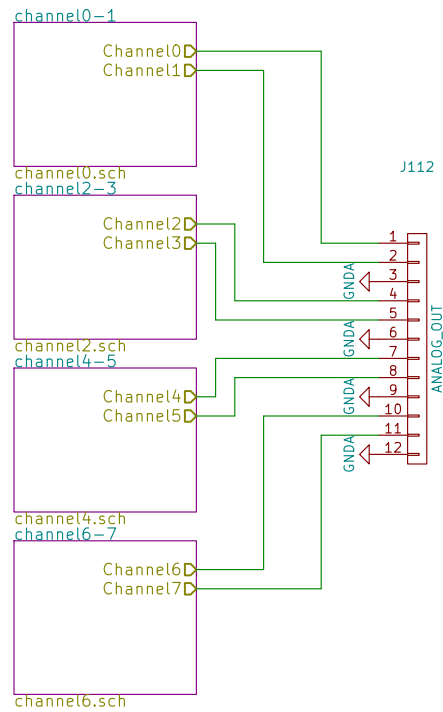 channel0-1
Channel0
Channel1
channel0.sch
channel2-3
Channel2
Channel3
channel2.sch
channel4-5
Channel4
Channel5
channel4.sch
channel6-7
Channel6
Channel7
channel6.sch
J112
1
2
3
4
5
6
7
8
9
10
11
12
GNDA
GNDA
GNDA
GNDA
ANALOG_OUT